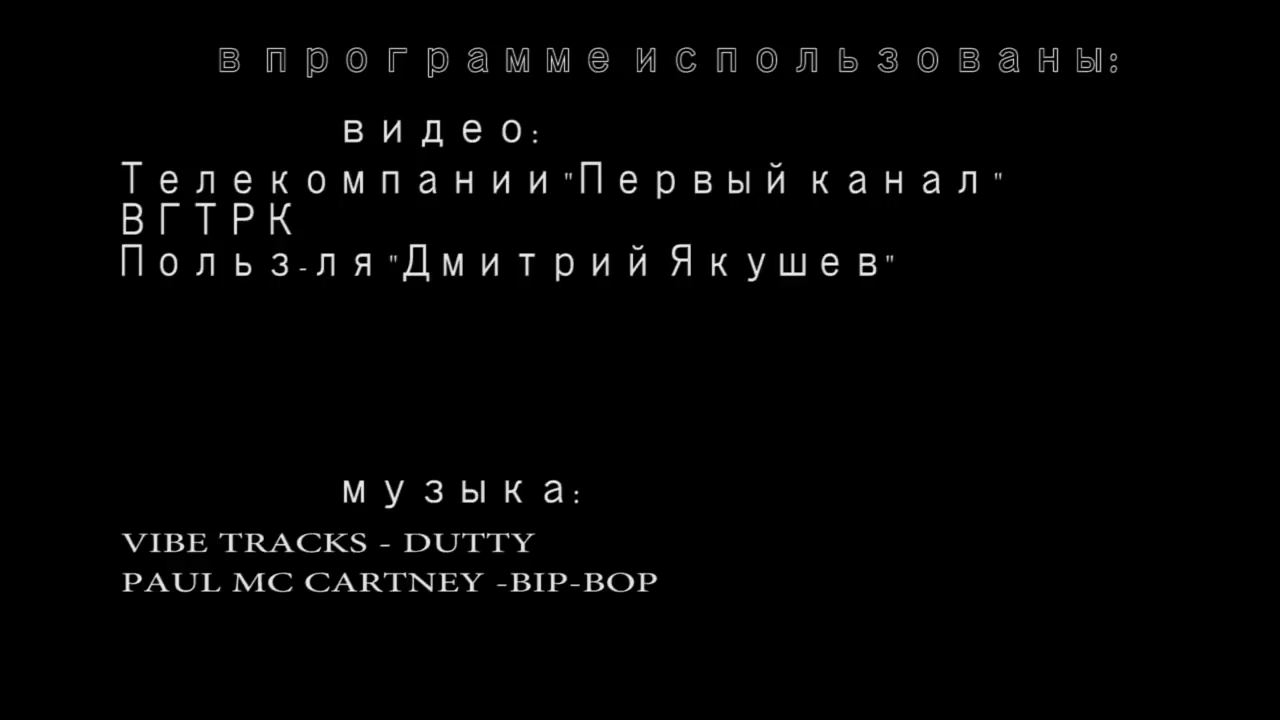 в программе использованы:
видео:
Телекомпании "Первый канал"
ВГТРК
Польз-ля "Дмитрий Якушев"
музыка:
VIBE TRACKS - DUTTY
PAUL MC CARTNEY -BIP-BOP